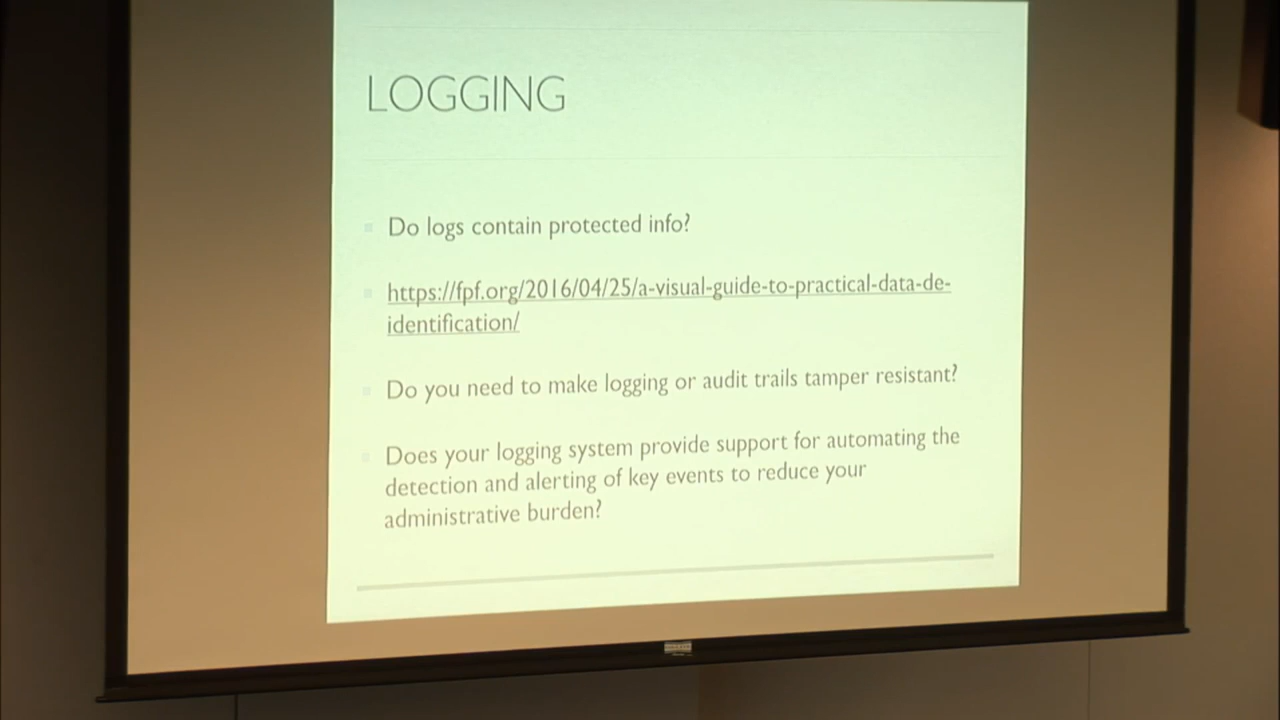 LOGGING
Do logs contain protected info?
https://fpf.org/2016/04/25/a-visual-guide-to-practical-data-de-
identification/
Do you need to make logging or audit trails tamper resistant?
Does your logging system provide support for automating the
detection and alerting of key events to reduce your
administrative burden?